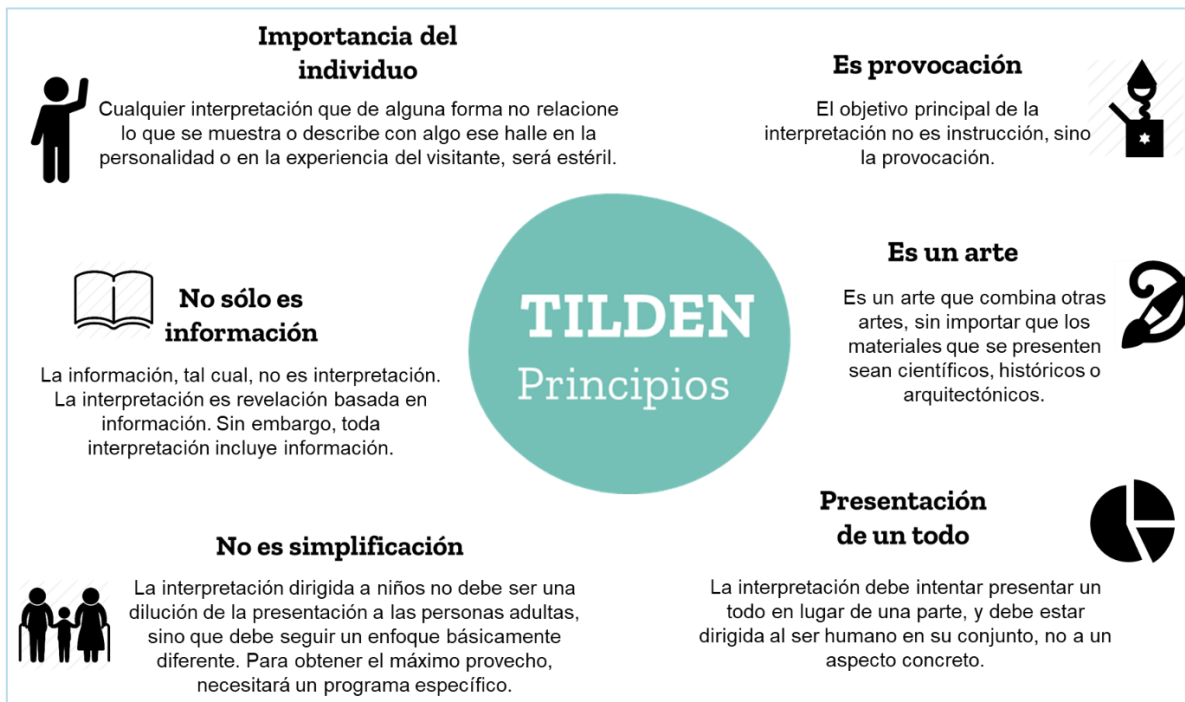 Importancia del
individuo
Cualquier interpretación que de alguna forma no relacione
lo que se muestra o describe con algo ese halle en la
personalidad o en la experiencia del visitante, será estéril.
Es provocación
El objetivo principal de la
interpretación no es instrucción, sino
la provocación.
No sólo es
información
La información, tal cual, no es interpretación.
La interpretación es revelación basada en
información. Sin embargo, toda
interpretación incluye información.
TILDEN
Principios
Es un arte
Es un arte que combina otras
artes, sin importar que los
materiales que se presenten
sean científicos, históricos o
arquitectónicos.
No es simplificación
La interpretación dirigida a niños no debe ser una
dilución de la presentación a las personas adultas,
sino que debe seguir un enfoque básicamente
diferente. Para obtener el máximo provecho,
necesitará un programa específico.
Presentación
de un todo
La interpretación debe intentar presentar un
todo en lugar de una parte, y debe estar
dirigida al ser humano en su conjunto, no a un
aspecto concreto.